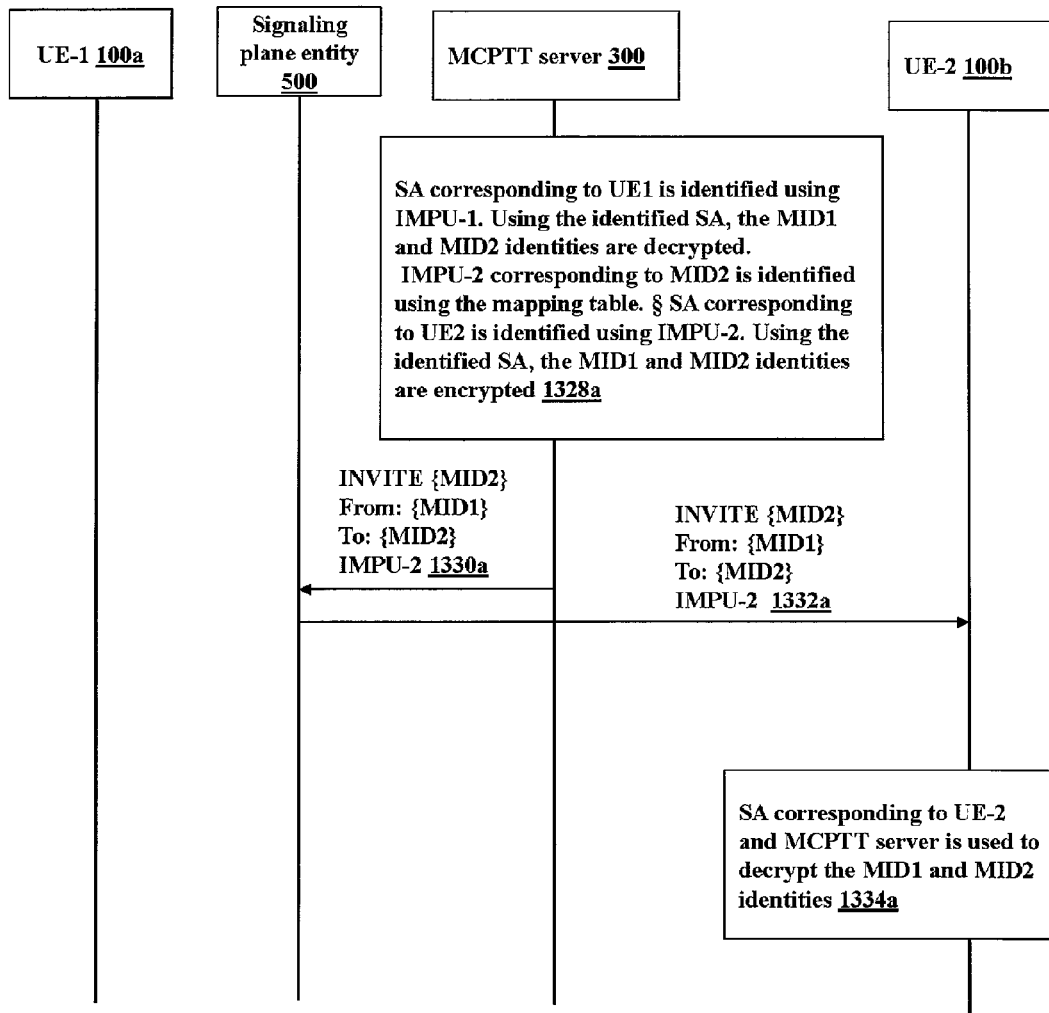 UE-1 100a
Signaling
plane entity
500
MCPTT server 300
UE-2 100b
SA corresponding to UE1 is identified using
IMPU-1. Using the identified SA, the MID1
and MID2 identities are decrypted.
IMPU-2 corresponding to MID2 is identified
using the mapping table. § SA corresponding
to UE2 is identified using IMPU-2. Using the
identified SA, the MID1 and MID2 identities
are encrypted 1328a
INVITE {MID2}
From: {MID1}
To: {MID2}
IMPU-2 1330a
INVITE {MID2}
From: {MID1}
To: {MID2}
IMPU-2 1332a
SA corresponding to UE-2
and MCPTT server is used to
decrypt the MID1 and MID2
identities 1334a